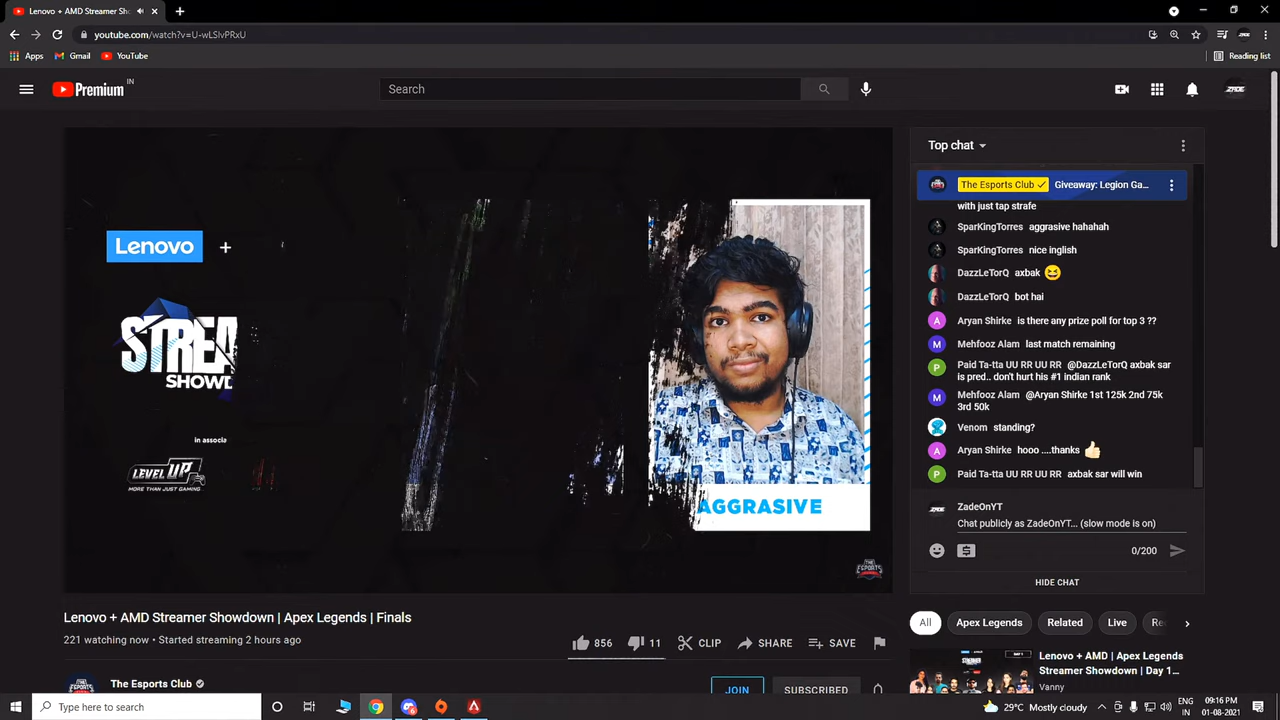 Lenovo + AMD Streamer Sho
youtube.com/watch?v=U-wLSlvPRxU
Apps
Gmail
YouTube
Reading list
Premium
IN
Search
ZADE
Lenovo
+
STREA
SHOWD
in associa
LEVEL UP
MORE THAN JUST GAMING
AGGRASIVE
THE ESPORTS
Top chat
The Esports Club Giveaway: Legion Ga...
with just tap strafe
SparKingTorres aggrasive hahahah
SparKingTorres nice inglish
DazzLeTorQ axbak 😆
DazzLeTorQ bot hai
A Aryan Shirke is there any prize poll for top 3 ??
M Mehfooz Alam last match remaining
P Paid Ta-tta UU RR UU RR @DazzLeTorQ axbak sar
is pred.. don't hurt his #1 indian rank
M Mehfooz Alam @Aryan Shirke 1st 125k 2nd 75k
3rd 50k
Venom standing?
A Aryan Shirke hooo ....thanks 👍
P Paid Ta-tta UU RR UU RR axbak sar will win
ZadeOnYT
Chat publicly as ZadeOnYT... (slow mode is on)
0/200
HIDE CHAT
Lenovo + AMD Streamer Showdown | Apex Legends | Finals
221 watching now • Started streaming 2 hours ago
856
11
CLIP
SHARE
SAVE
The Esports Club
JOIN
SUBSCRIBED
All
Apex Legends
Related
Live
Re
Lenovo + AMD | Apex Legends
Streamer Showdown | Day 1...
Vanny
Type here to search
29°C Mostly cloudy
ENG
IN
09:16 PM
01-08-2021